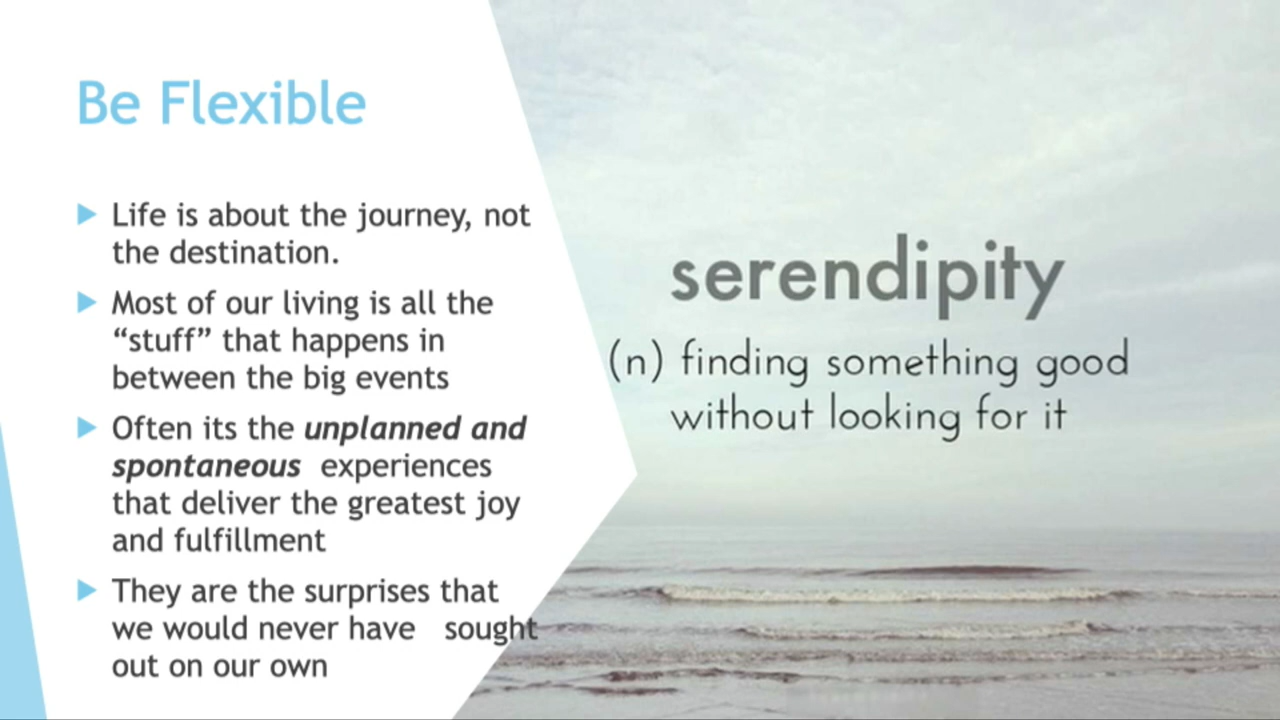 Be Flexible
Life is about the journey, not
the destination.
Most of our living is all the
“stuff” that happens in
between the big events
Often its the unplanned and
spontaneous experiences
that deliver the greatest joy
and fulfillment
They are the surprises that
we would never have sought
out on our own
serendipity
(n) finding something good
without looking for it